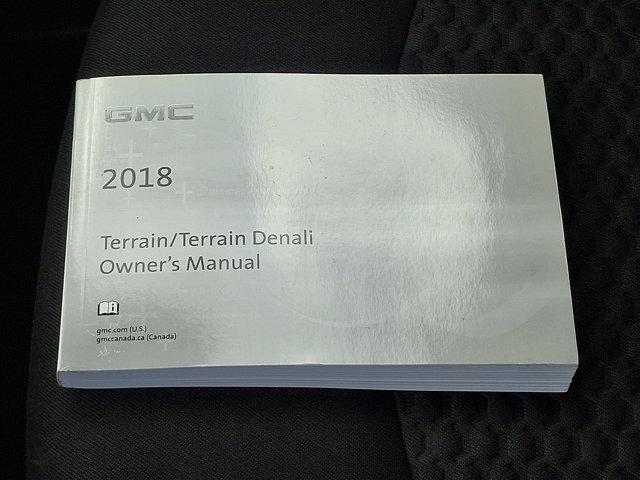 GMC
2018
Terrain/Terrain Denali
Owner's Manual
gmc.com (U.S.)
gmccanada.ca (Canada)